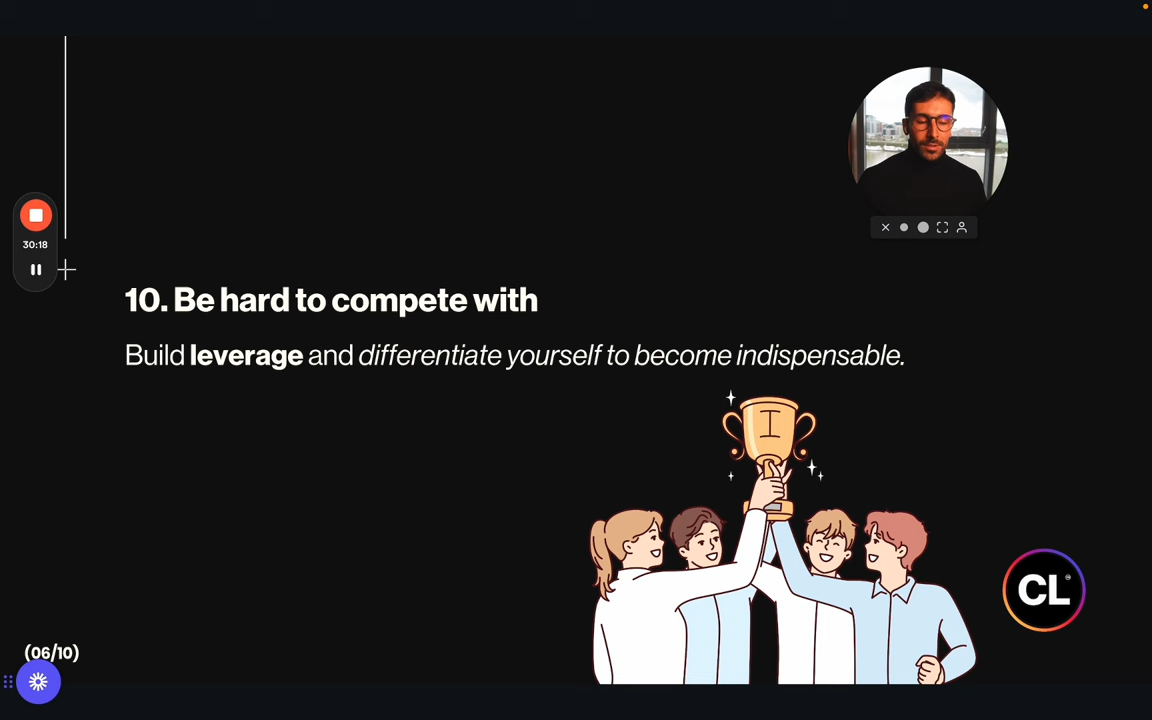 30:18
10. Be hard to compete with
Build leverage and differentiate yourself to become indispensable.
CL
(06/10)